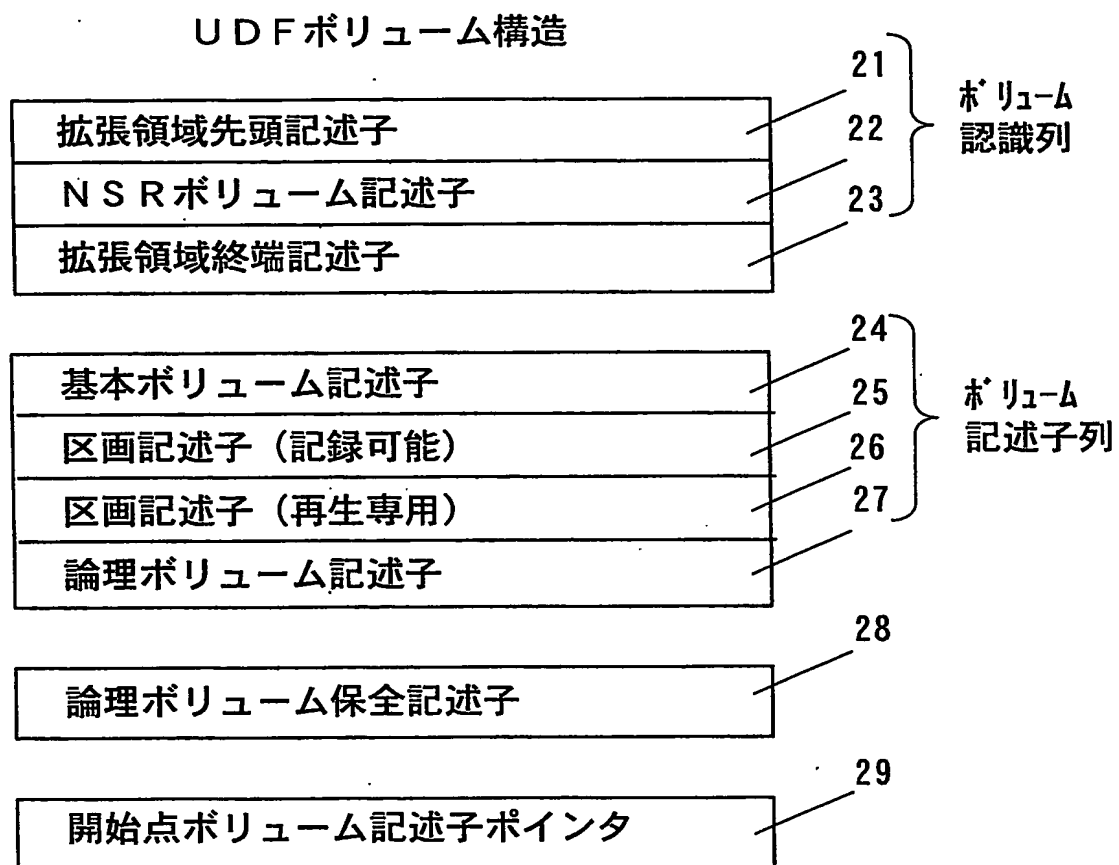 ＵＤＦボリューム構造
21
拡張領域先頭記述子
22
ＮＳＲボリューム記述子
23
拡張領域終端記述子
ﾎﾞﾘｭｰﾑ
認識列
24
基本ボリューム記述子
25
区画記述子（記録可能）
26
区画記述子（再生専用）
27
論理ボリューム記述子
ﾎﾞﾘｭｰﾑ
記述子列
28
論理ボリューム保全記述子
29
開始点ボリューム記述子ポインタ